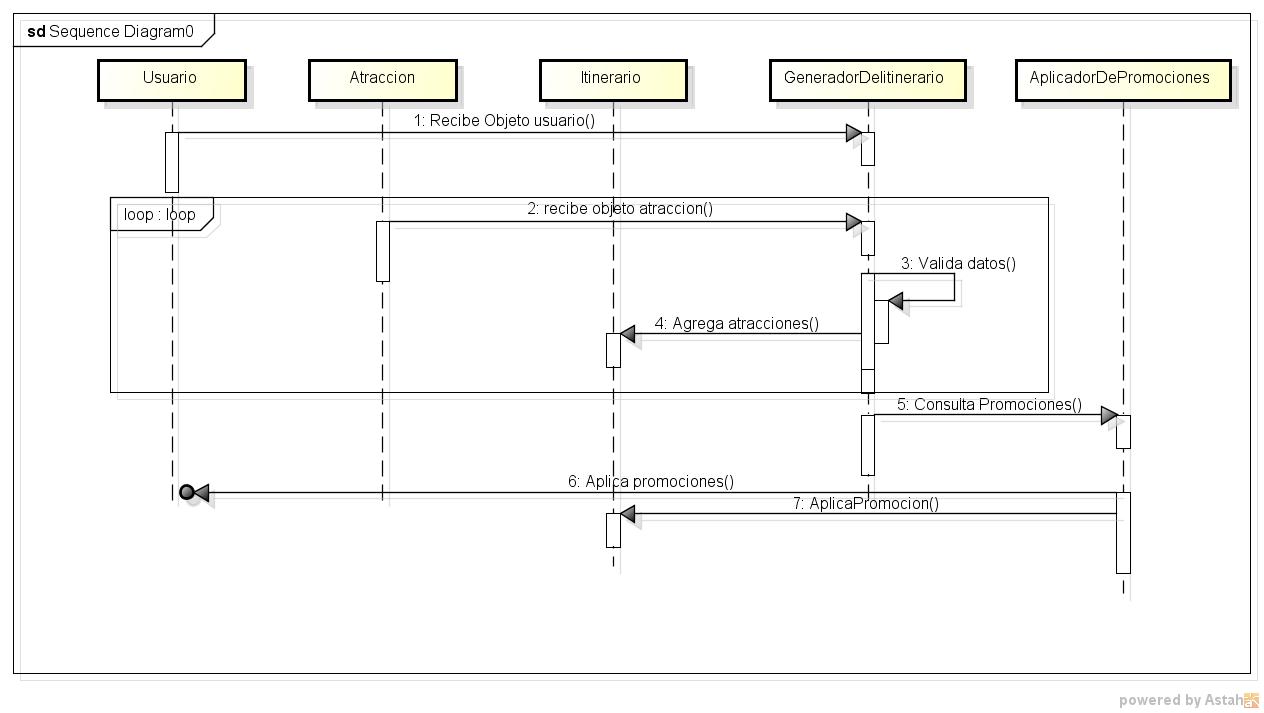 sd Sequence Diagram0
Usuario
Atraccion
Itinerario
GeneradorDelitinerario
AplicadorDePromociones
1: Recibe Objeto usuario()
loop : loop
2: recibe objeto atraccion()
3: Valida datos()
4: Agrega atracciones()
5: Consulta Promociones()
6: Aplica promociones()
7: AplicaPromocion()
powered by Astah